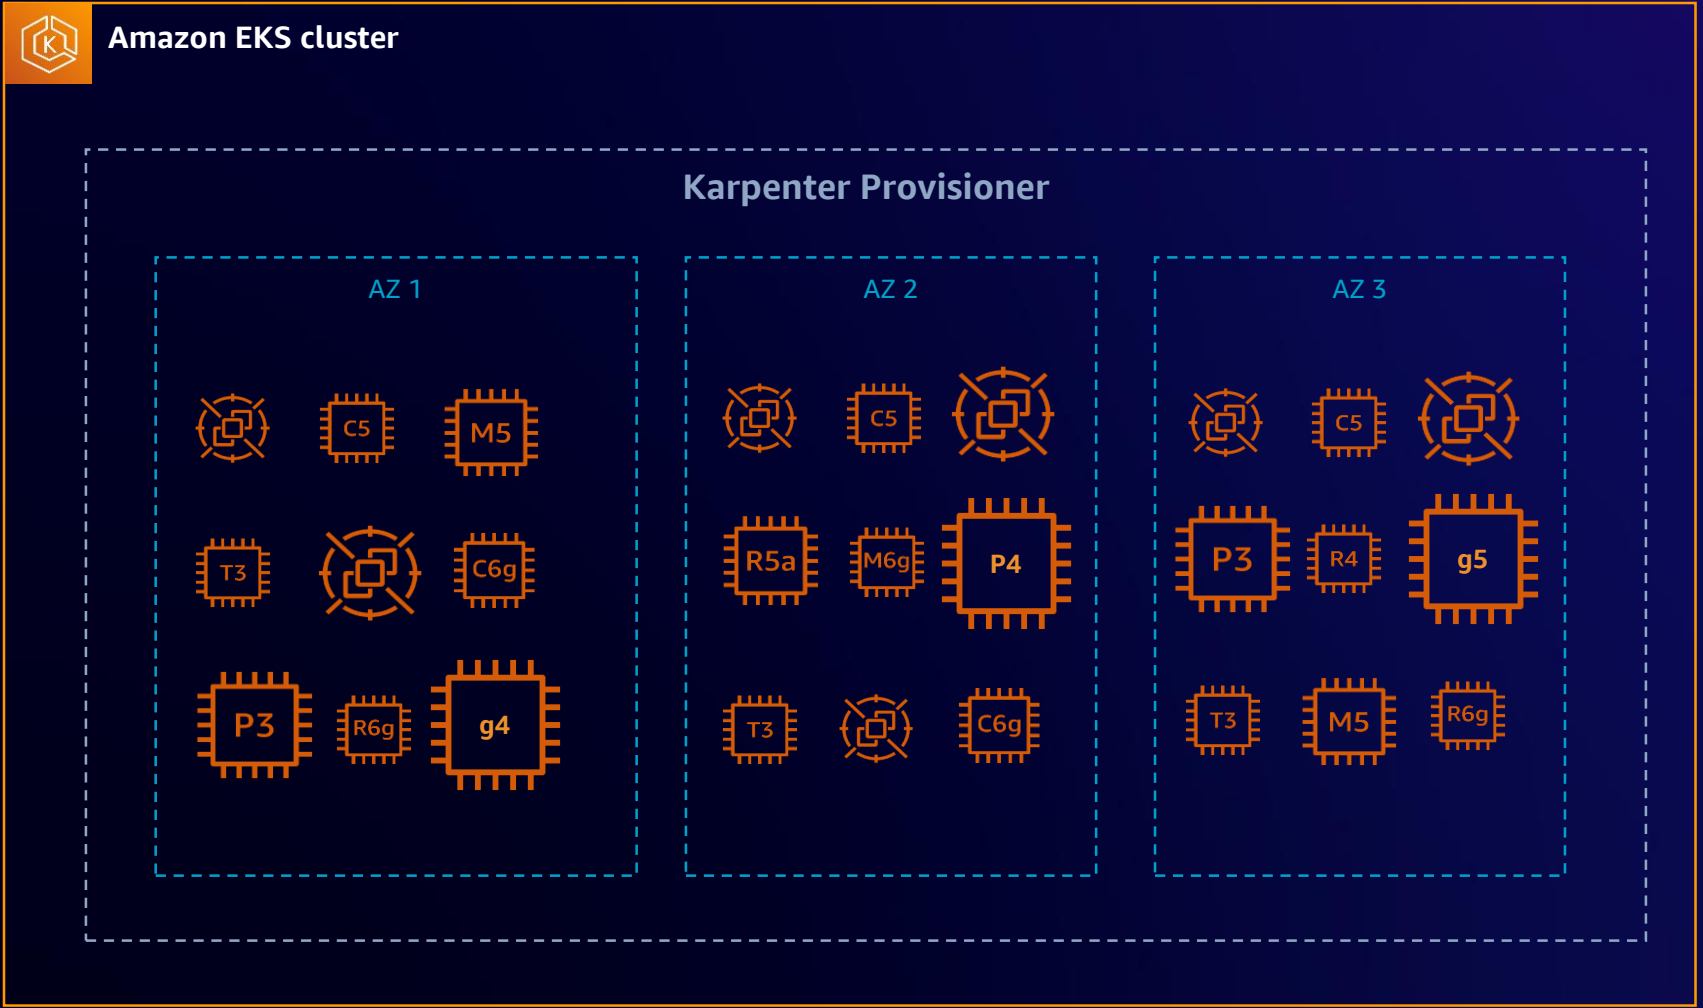 K
Amazon EKS cluster
Karpenter Provisioner
AZ 1
C5
M5
T3
C6g
P3
R6g
g4
AZ 2
C5
R5a
M6g
P4
T3
C6g
AZ 3
C5
P3
R4
g5
T3
M5
R6g